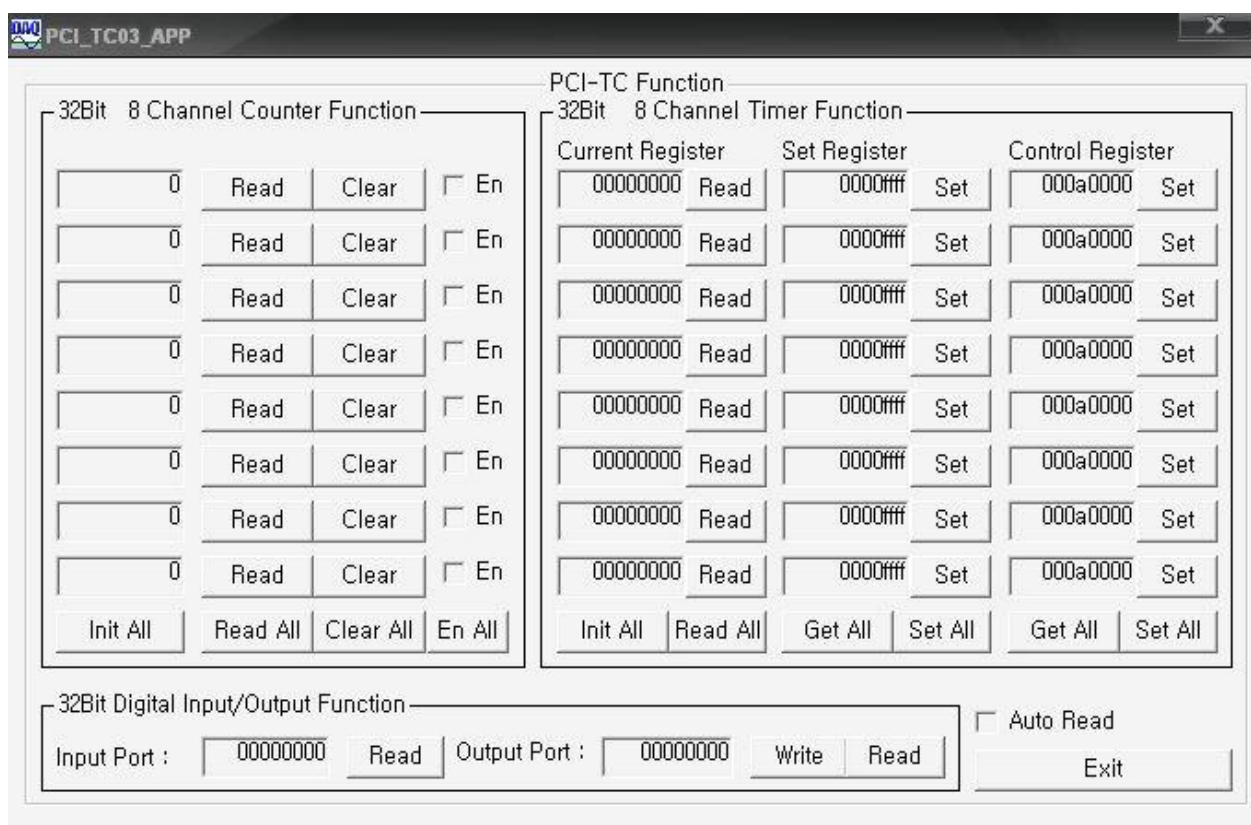 DAQ PCI_TC03_APP X
PCI-TC Function
32Bit 8 Channel Counter Function 32Bit 8 Channel Timer Function
Current Register Set Register Control Register
0 Read Clear En 00000000 Read 0000ffff Set 000a0000 Set
0 Read Clear En 00000000 Read 0000ffff Set 000a0000 Set
0 Read Clear En 00000000 Read 0000ffff Set 000a0000 Set
0 Read Clear En 00000000 Read 0000ffff Set 000a0000 Set
0 Read Clear En 00000000 Read 0000ffff Set 000a0000 Set
0 Read Clear En 00000000 Read 0000ffff Set 000a0000 Set
0 Read Clear En 00000000 Read 0000ffff Set 000a0000 Set
0 Read Clear En 00000000 Read 0000ffff Set 000a0000 Set
Init All Read All Clear All En All Init All Read All Get All Set All Get All Set All
32Bit Digital Input/Output Function
Auto Read
Input Port : 00000000 Read Output Port : 00000000 Write Read
Exit